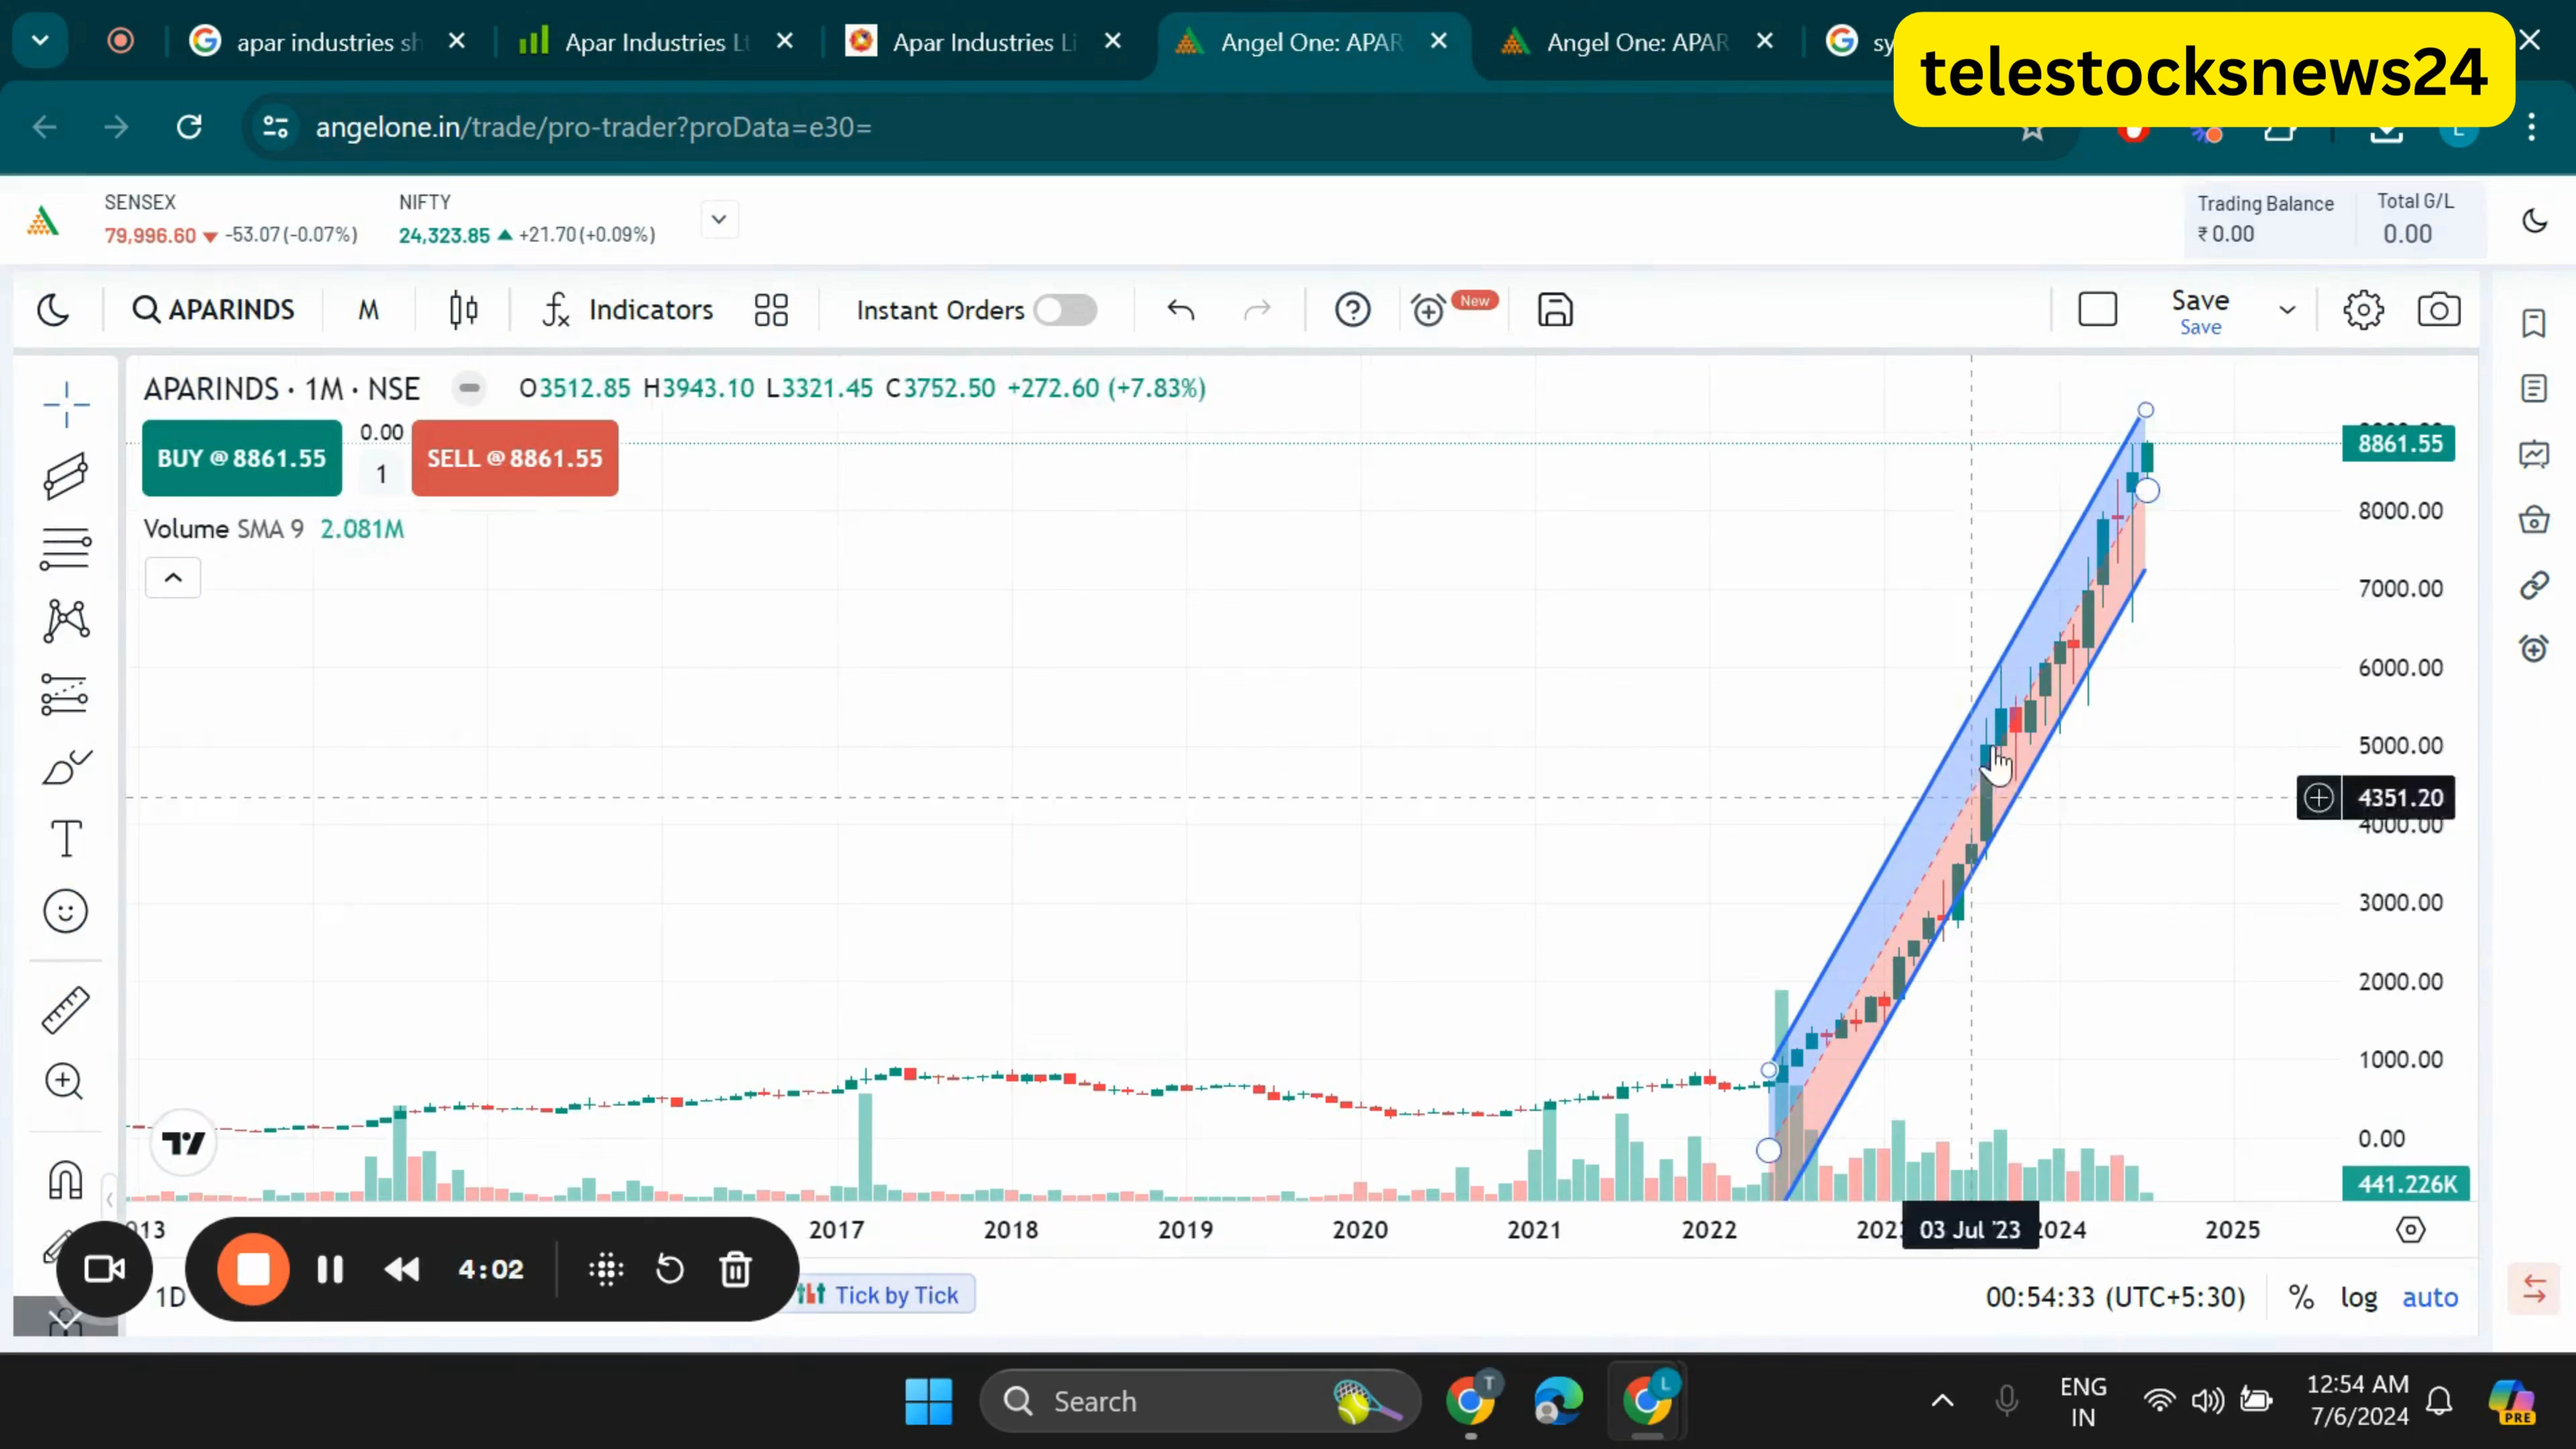 apar industries sh
Apar Industries Lt
Apar Industries Li
Angel One: APAR
Angel One: APAR
sy
telestocksnews24
angelone.in/trade/pro-trader?proData=e30=
L
SENSEX
79,996.60 -53.07(-0.07%)
NIFTY
24,323.85 +21.70(+0.09%)
Trading Balance
₹0.00
Total G/L
0.00
APARINDS
M
Indicators
Instant Orders
New
Save
Save
APARINDS · 1M · NSE
O3512.85 H3943.10 L3321.45 C3752.50 +272.60 (+7.83%)
BUY @ 8861.55
0.00
1
SELL @ 8861.55
Volume SMA 9 2.081M
8861.55
8000.00
7000.00
6000.00
5000.00
4351.20
4000.00
3000.00
2000.00
1000.00
0.00
441.226K
2017
2018
2019
2020
2021
2022
03 Jul '23
2025
4:02
1D
Tick by Tick
00:54:33 (UTC+5:30)
%
log
auto
Search
T
L
ENG
IN
12:54 AM
7/6/2024
PRE